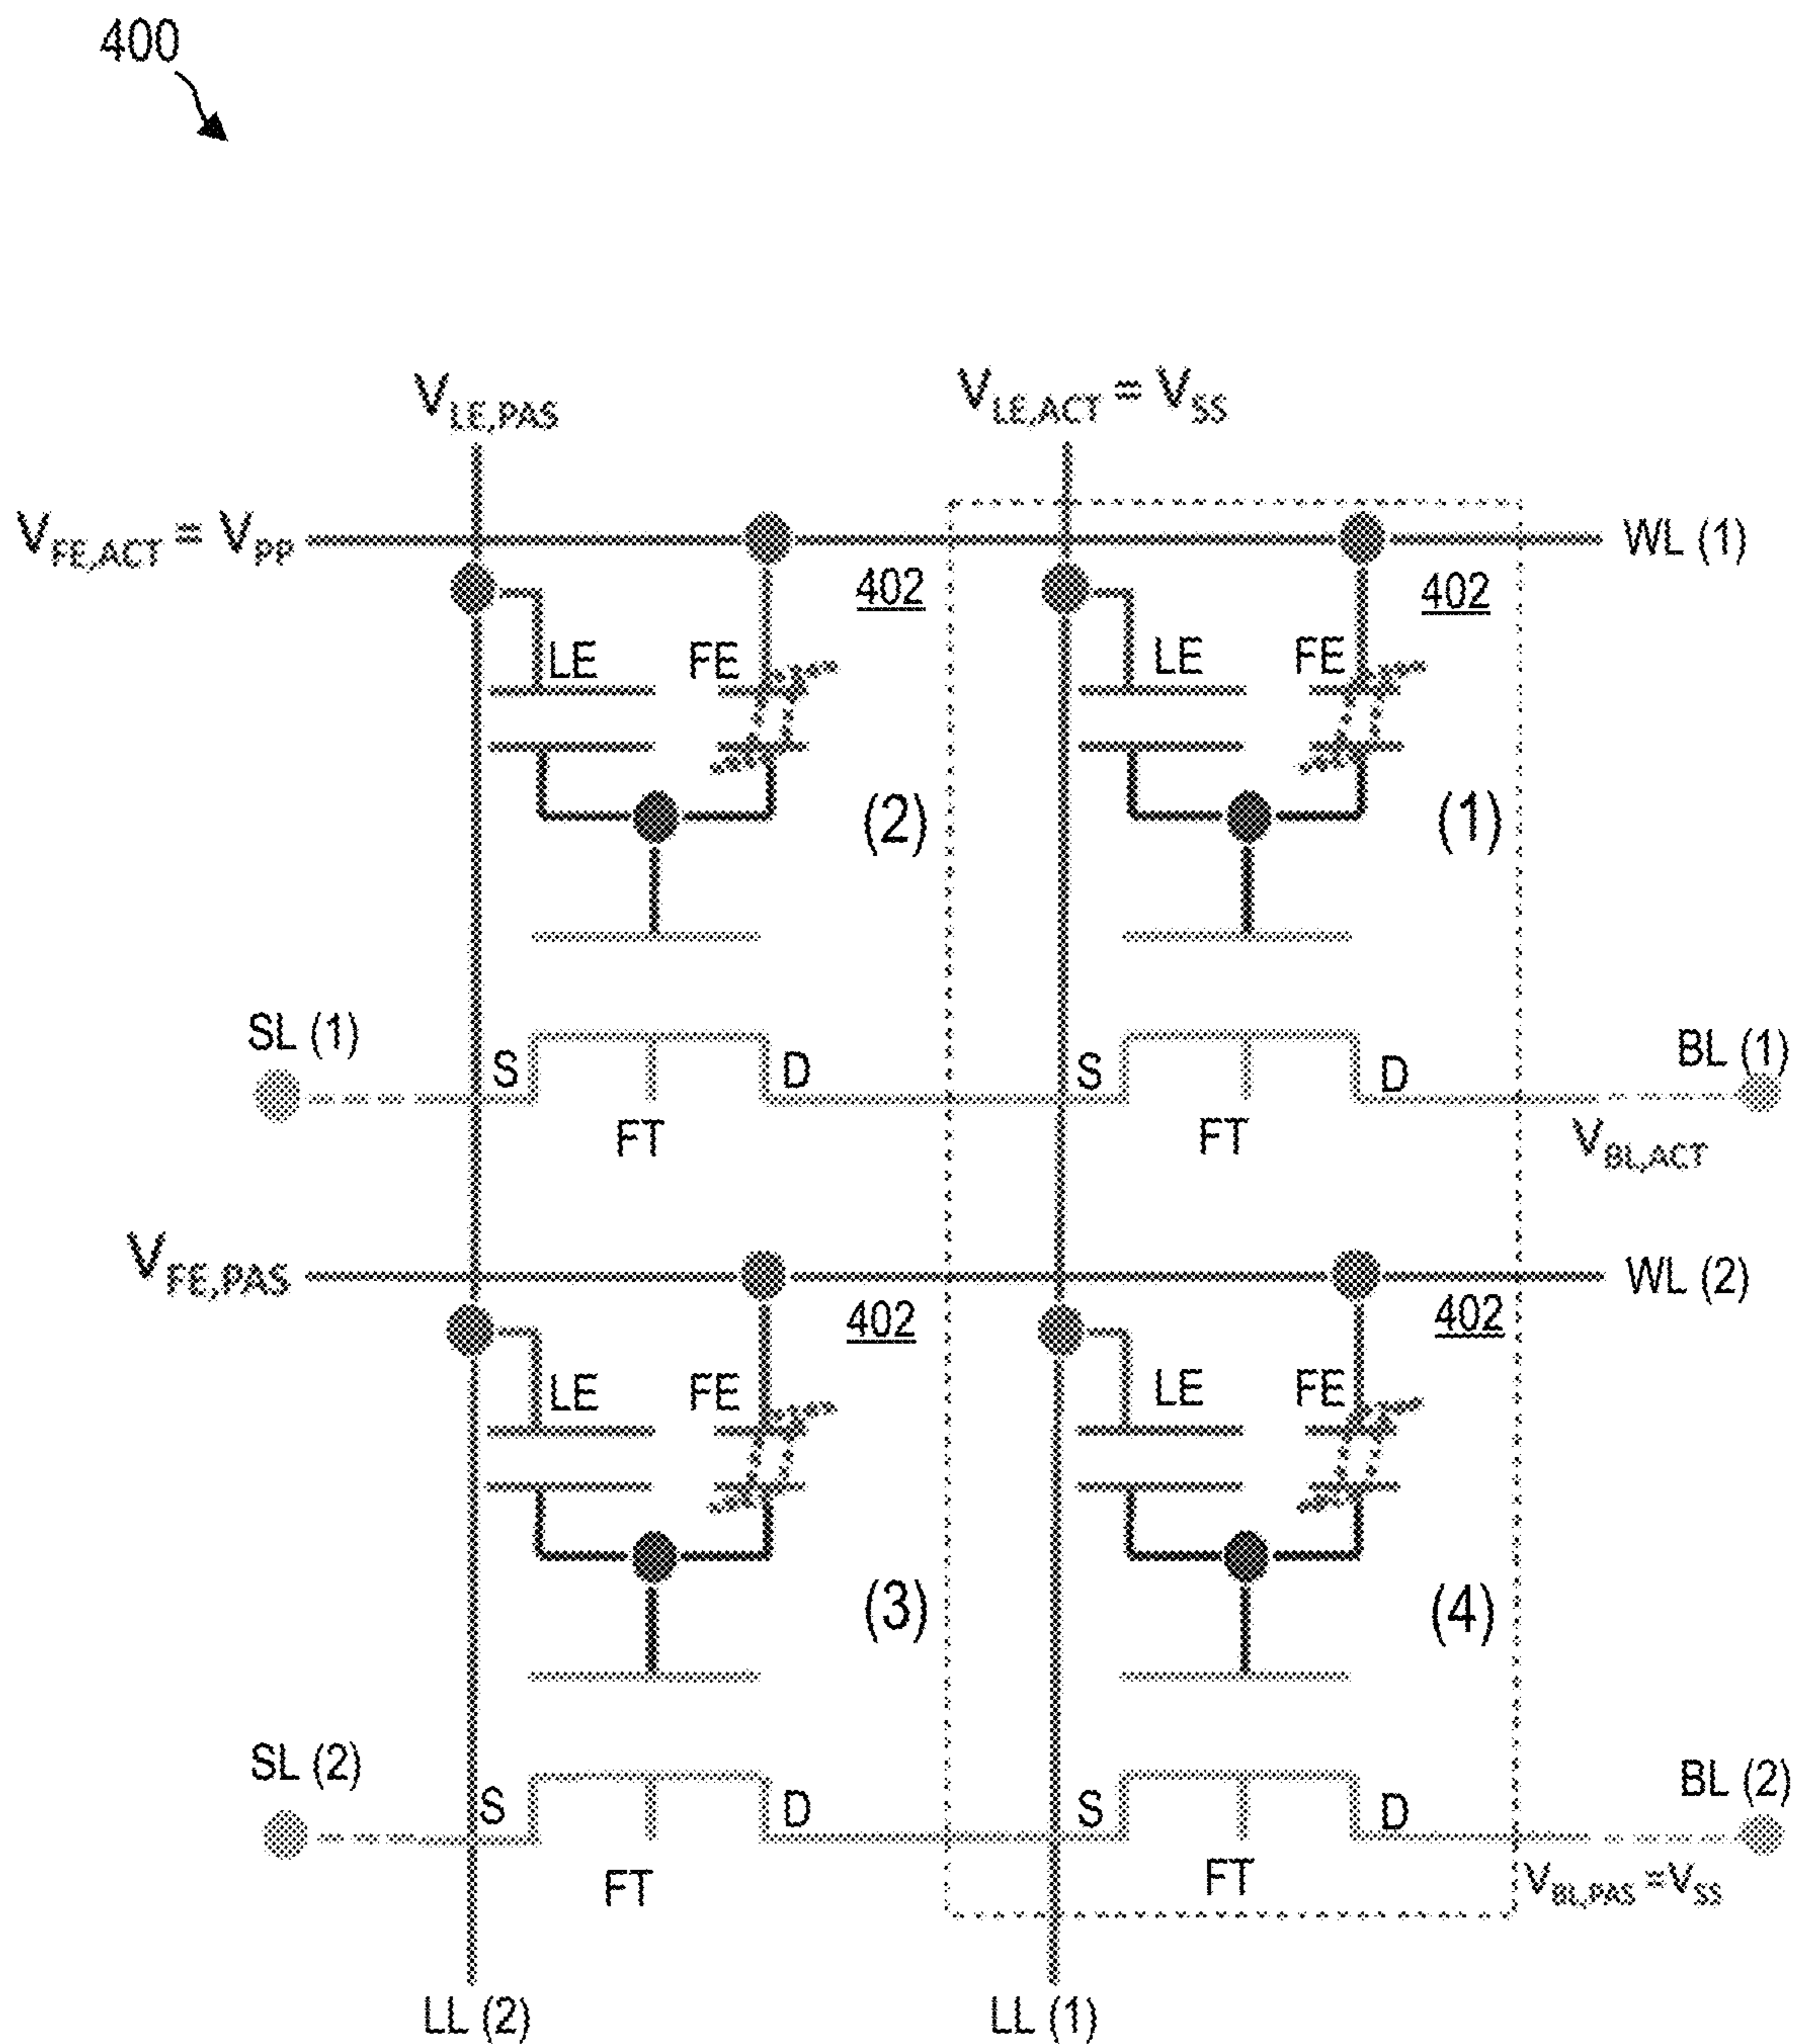 400
V_LE,PAS
V_LE,ACT = V_SS
V_FE,ACT = V_PP
WL (1)
402
402
LE
FE
LE
FE
(2)
(1)
SL (1)
S
D
S
D
BL (1)
FT
FT
V_BL,ACT
V_FE,PAS
WL (2)
402
402
LE
FE
LE
FE
(3)
(4)
SL (2)
S
D
S
D
BL (2)
FT
FT
V_BL,PAS = V_SS
LL (2)
LL (1)